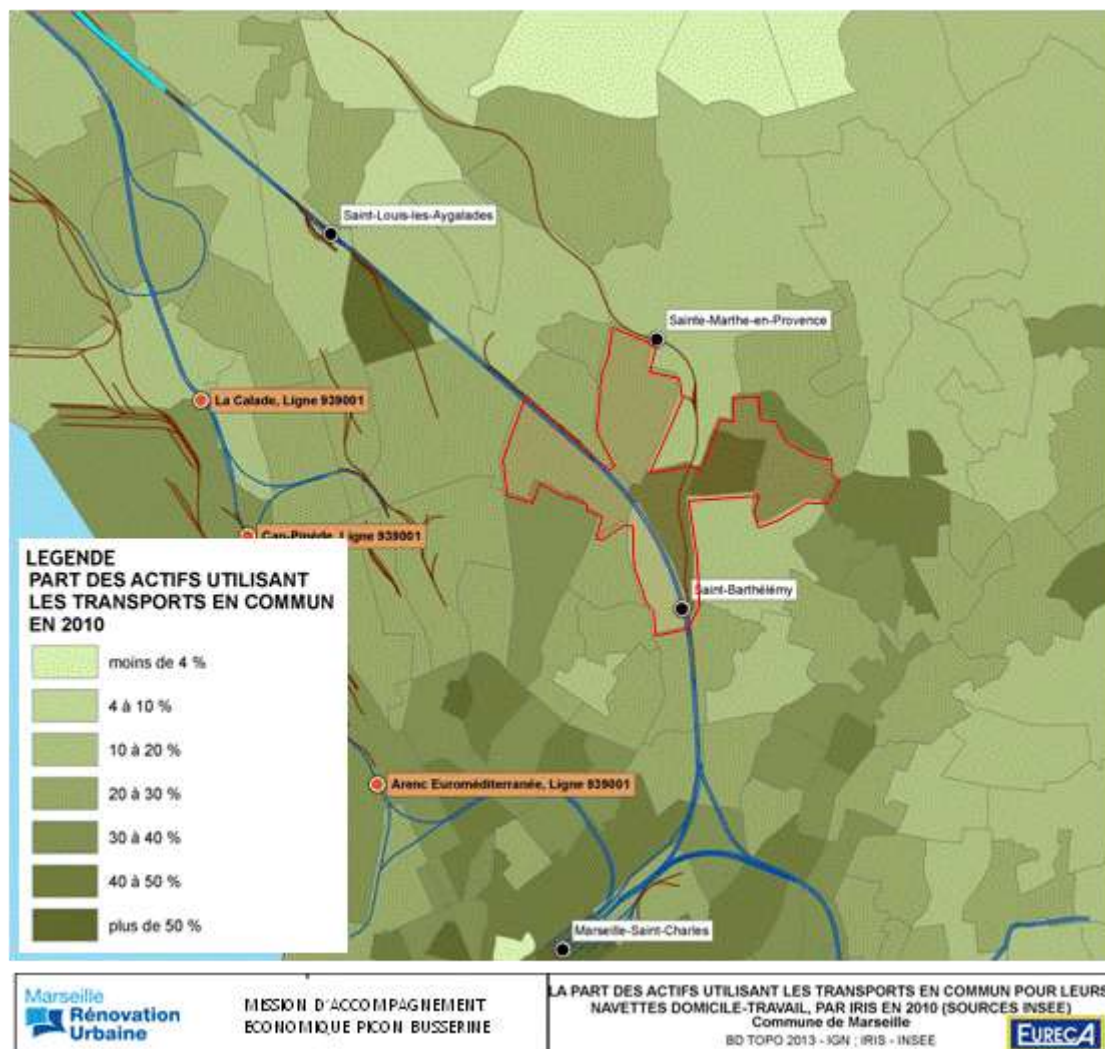 Saint-Louis-les-Aygalades
Sainte-Marthe-en-Provence
La Calade, Ligne 939001
Cap-Pinède, Ligne 939001
Saint-Barthélémy
Arenc Euroméditerranée, Ligne 939001
Marseille-Saint-Charles
LEGENDE
PART DES ACTIFS UTILISANT
LES TRANSPORTS EN COMMUN
EN 2010
moins de 4 %
4 à 10 %
10 à 20 %
20 à 30 %
30 à 40 %
40 à 50 %
plus de 50 %
Marseille
Rénovation
Urbaine
MISSION D'ACCOMPAGNEMENT
ECONOMIQUE PICON BUSSERINE
LA PART DES ACTIFS UTILISANT LES TRANSPORTS EN COMMUN POUR LEURS
NAVETTES DOMICILE-TRAVAIL, PAR IRIS EN 2010 (SOURCES INSEE)
Commune de Marseille
BD TOPO 2013 - IGN ; IRIS - INSEE
EURECA